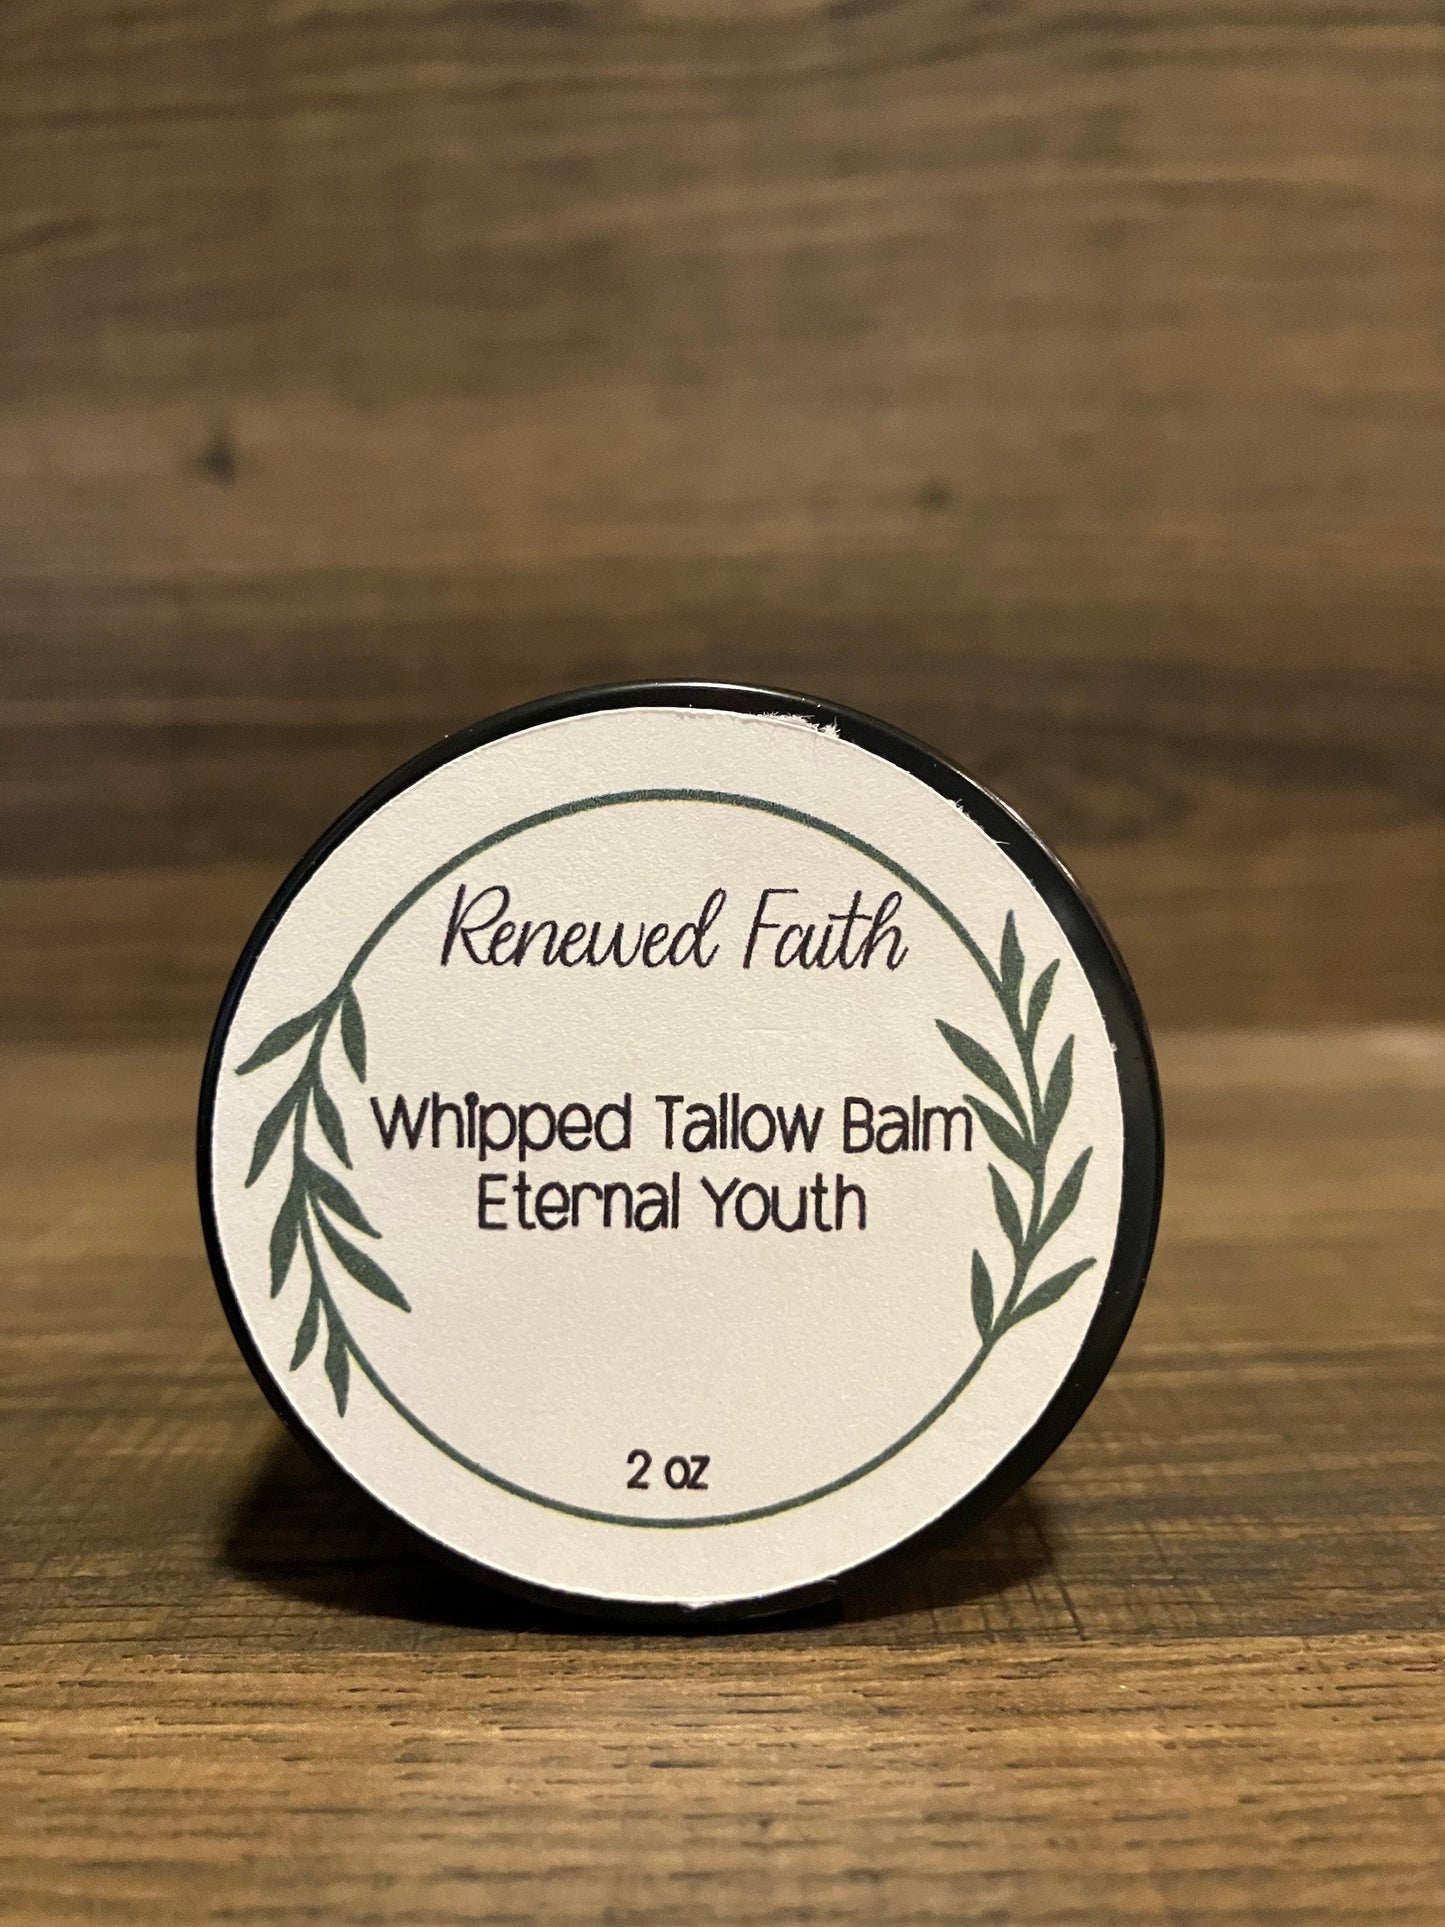 Renewed Faith
Whipped Tallow Balm
Eternal Youth
2 oz